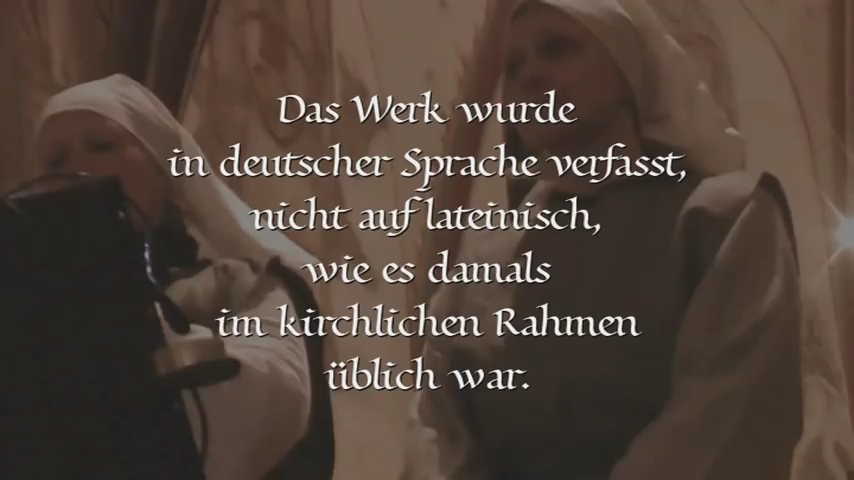 Das Werk wurde
in deutscher Sprache verfasst,
nicht auf lateinisch,
wie es damals
im kirchlichen Rahmen
üblich war.